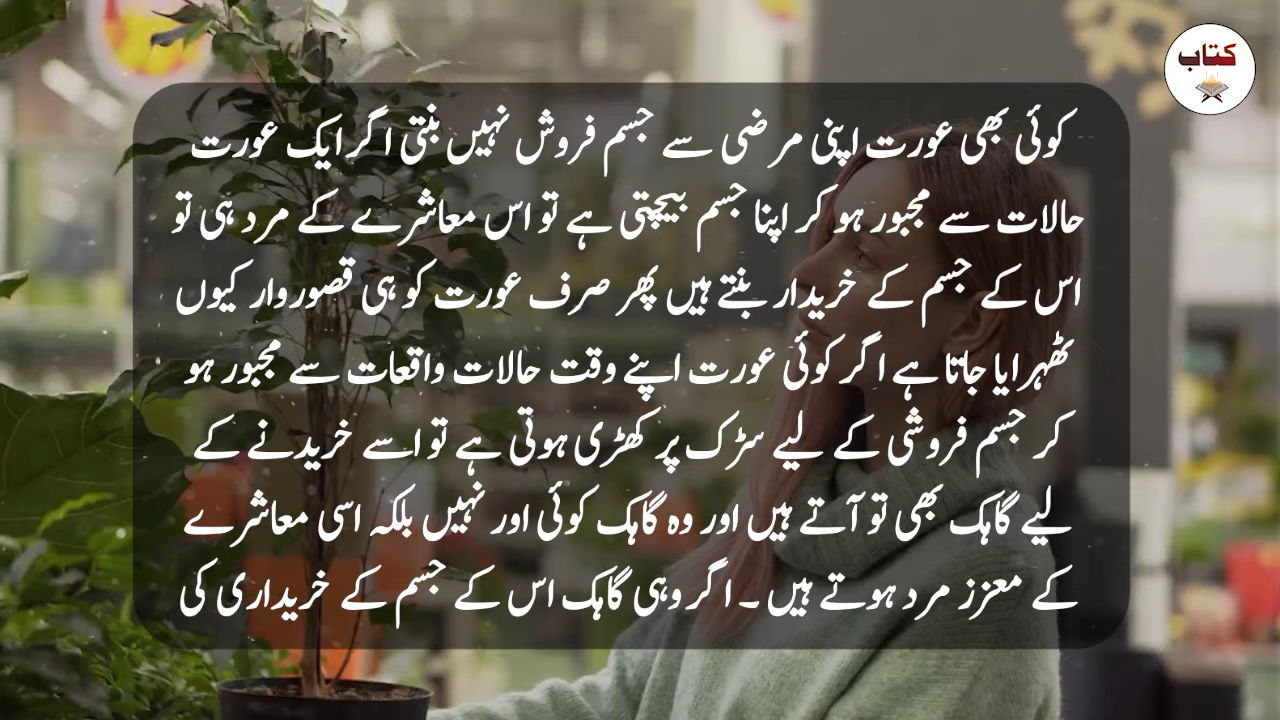 کتاب
کوئی بھی عورت اپنی مرضی سے جسم فروش نہیں بنتی اگر ایک عورت
حالات سے مجبور ہو کر اپنا جسم بیچتی ہے تو اس معاشرے کے مرد ہی تو
اس کے جسم کے خریدار بنتے ہیں پھر صرف عورت کو ہی قصوروار کیوں
ٹھہرایا جاتا ہے اگر کوئی عورت اپنے وقت حالات واقعات سے مجبور ہو
کر جسم فروشی کے لیے سڑک پر کھڑی ہوتی ہے تو اسے خریدنے کے
لیے گاہک بھی تو آتے ہیں اور وہ گاہک کوئی اور نہیں بلکہ اسی معاشرے
کے معزز مرد ہوتے ہیں ۔ اگر وہی گاہک اس کے جسم کے خریداری کی